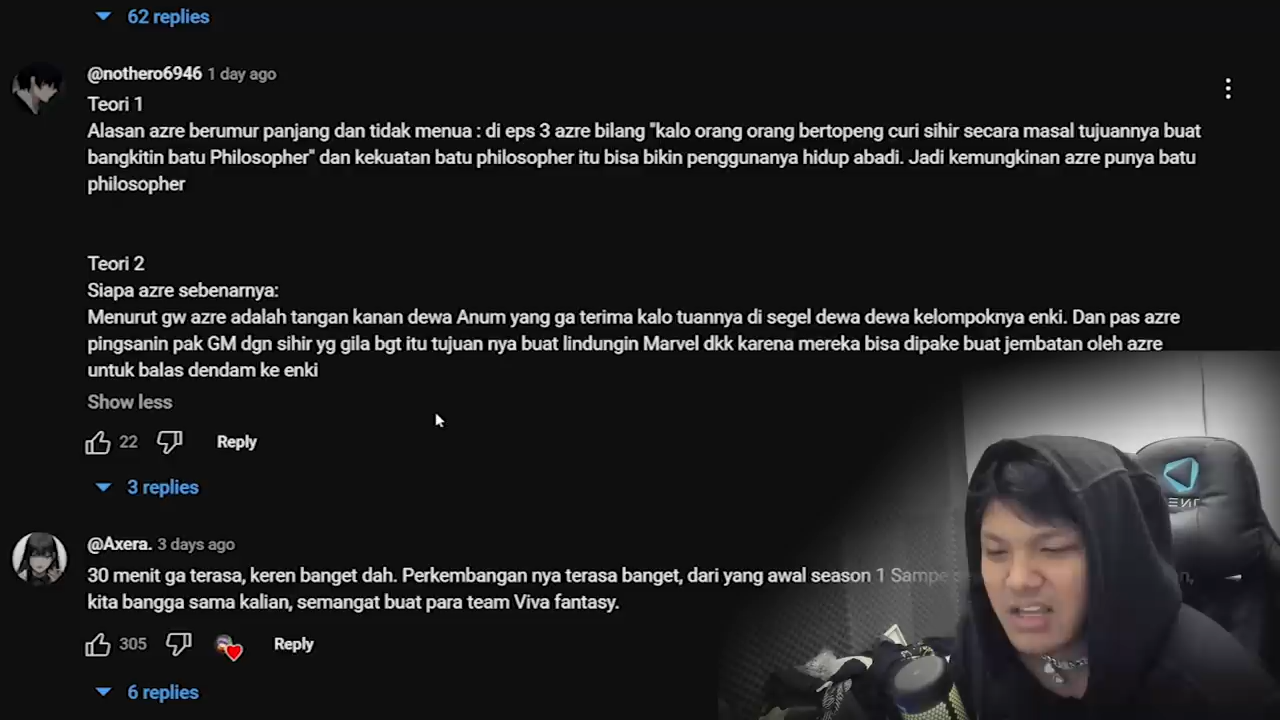 62 replies
@nothero6946 1 day ago
Teori 1
Alasan azre berumur panjang dan tidak menua : di eps 3 azre bilang "kalo orang orang bertopeng curi sihir secara masal tujuannya buat
bangkitin batu Philosopher" dan kekuatan batu philosopher itu bisa bikin penggunanya hidup abadi. Jadi kemungkinan azre punya batu
philosopher
Teori 2
Siapa azre sebenarnya:
Menurut gw azre adalah tangan kanan dewa Anum yang ga terima kalo tuannya di segel dewa dewa kelompoknya enki. Dan pas azre
pingsanin pak GM dgn sihir yg gila bgt itu tujuan nya buat lindungin Marvel dkk karena mereka bisa dipake buat jembatan oleh azre
untuk balas dendam ke enki
Show less
22 Reply
3 replies
@Axera. 3 days ago
30 menit ga terasa, keren banget dah. Perkembangan nya terasa banget, dari yang awal season 1 Sampe
kita bangga sama kalian, semangat buat para team Viva fantasy.
305 Reply
6 replies